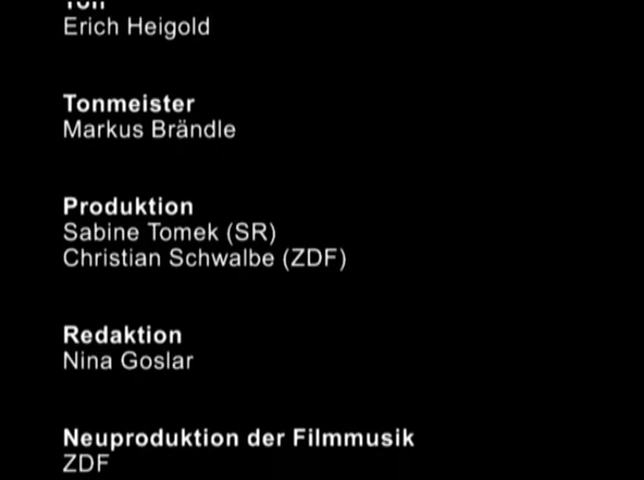 Ton
Erich Heigold
Tonmeister
Markus Brändle
Produktion
Sabine Tomek (SR)
Christian Schwalbe (ZDF)
Redaktion
Nina Goslar
Neuproduktion der Filmmusik
ZDF